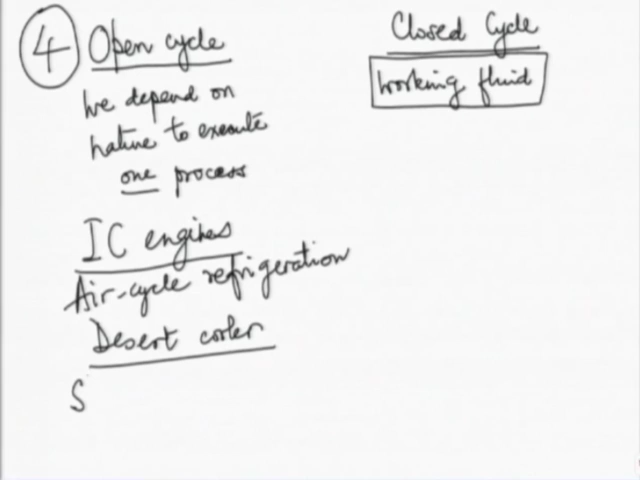 4
Open cycle
We depend on
nature to execute
one process
IC engines
Air-cycle refrigeration
Desert cooler
S
Closed Cycle
Working fluid